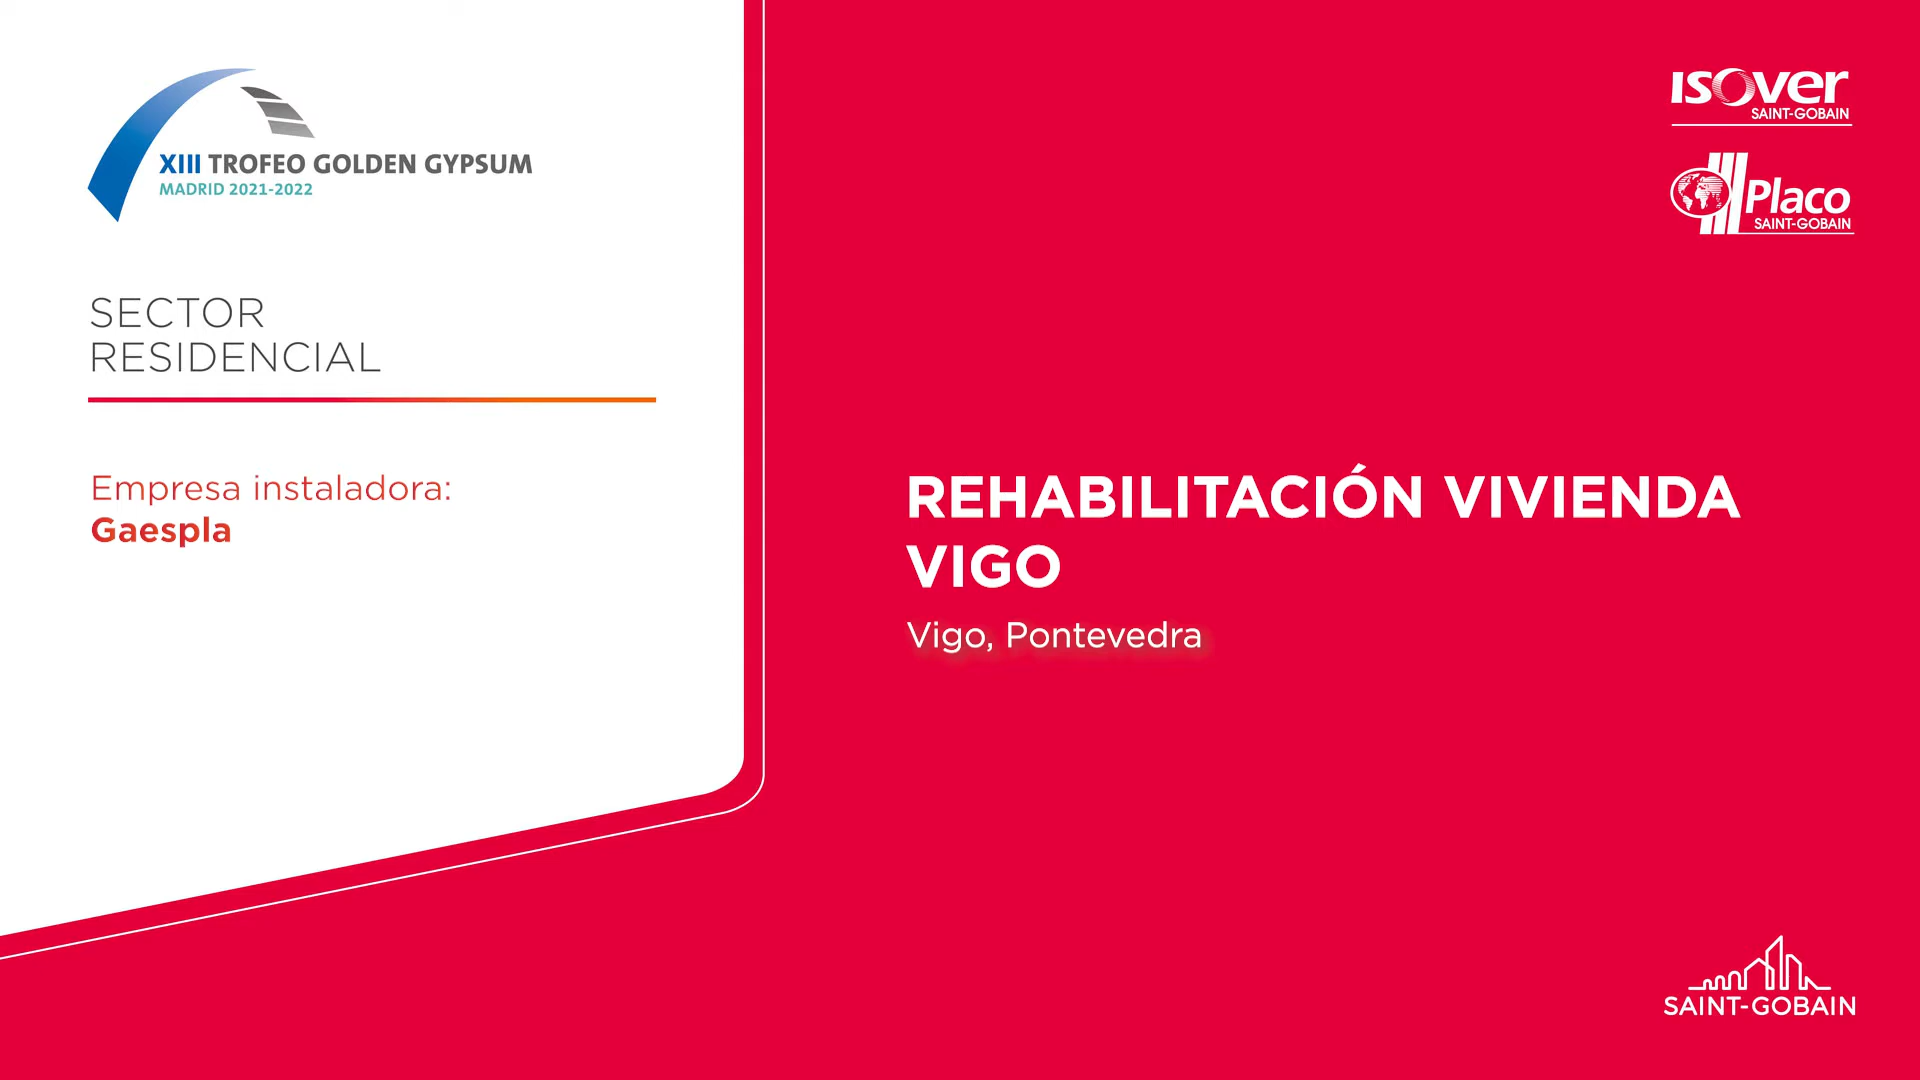 XIII TROFEO GOLDEN GYPSUM
MADRID 2021-2022
SECTOR
RESIDENCIAL
Empresa instaladora:
Gaespla
REHABILITACIÓN VIVIENDA
VIGO
Vigo, Pontevedra
ISOVER
SAINT-GOBAIN
Placo
SAINT-GOBAIN
SAINT-GOBAIN